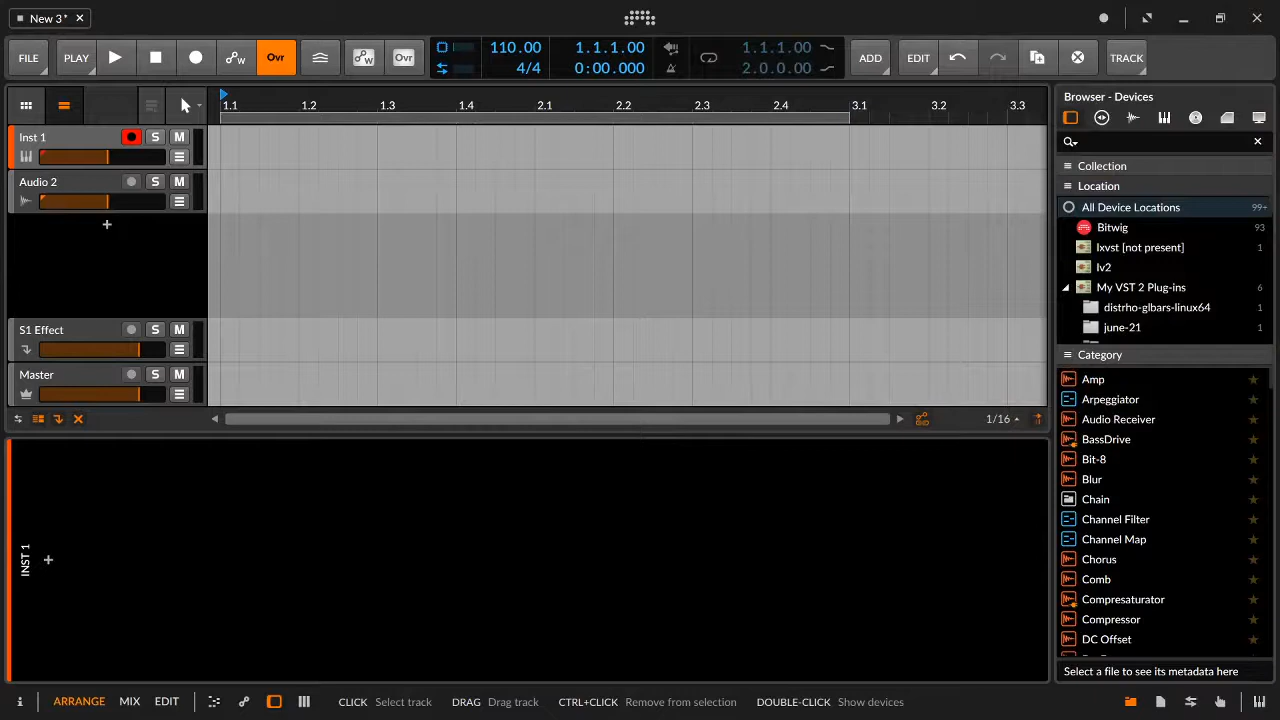 New 3*
FILE PLAY Ovr Ovr 110.00 1.1.1.00 1.1.1.00 ADD EDIT TRACK
4/4 0:00.000 2.0.0.00
1.1 1.2 1.3 1.4 2.1 2.2 2.3 2.4 3.1 3.2 3.3
Inst 1 S M
Audio 2 S M
+
S1 Effect S M
Master S M
1/16
INST 1
+
Browser - Devices
Collection
Location
All Device Locations 99+
Bitwig 93
lxvst [not present] 1
lv2
My VST 2 Plug-ins 6
distrho-glbars-linux64 1
june-21 1
Category
Amp
Arpeggiator
Audio Receiver
BassDrive
Bit-8
Blur
Chain
Channel Filter
Channel Map
Chorus
Comb
Compresaturator
Compressor
DC Offset
Select a file to see its metadata here
i ARRANGE MIX EDIT CLICK Select track DRAG Drag track CTRL+CLICK Remove from selection DOUBLE-CLICK Show devices